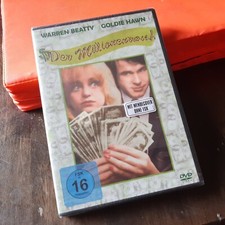 WARREN BEATTY GOLDIE HAWN
Der Millionenraub
MIT WENDECOVER
OHNE FSK
16
DVD